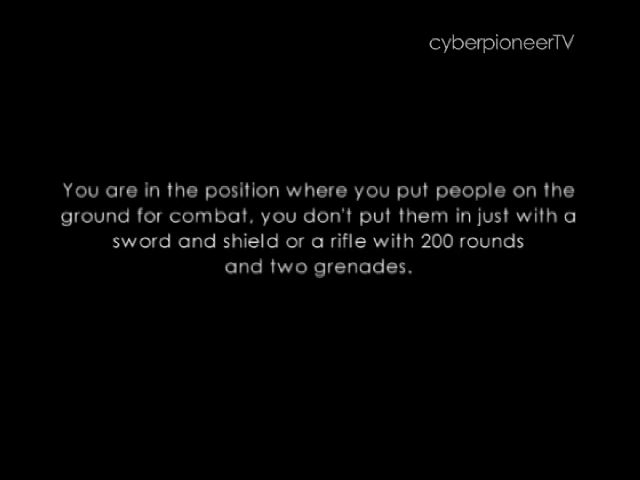 cyberpioneerTV
You are in the position where you put people on the
ground for combat, you don't put them in just with a
sword and shield or a rifle with 200 rounds
and two grenades.